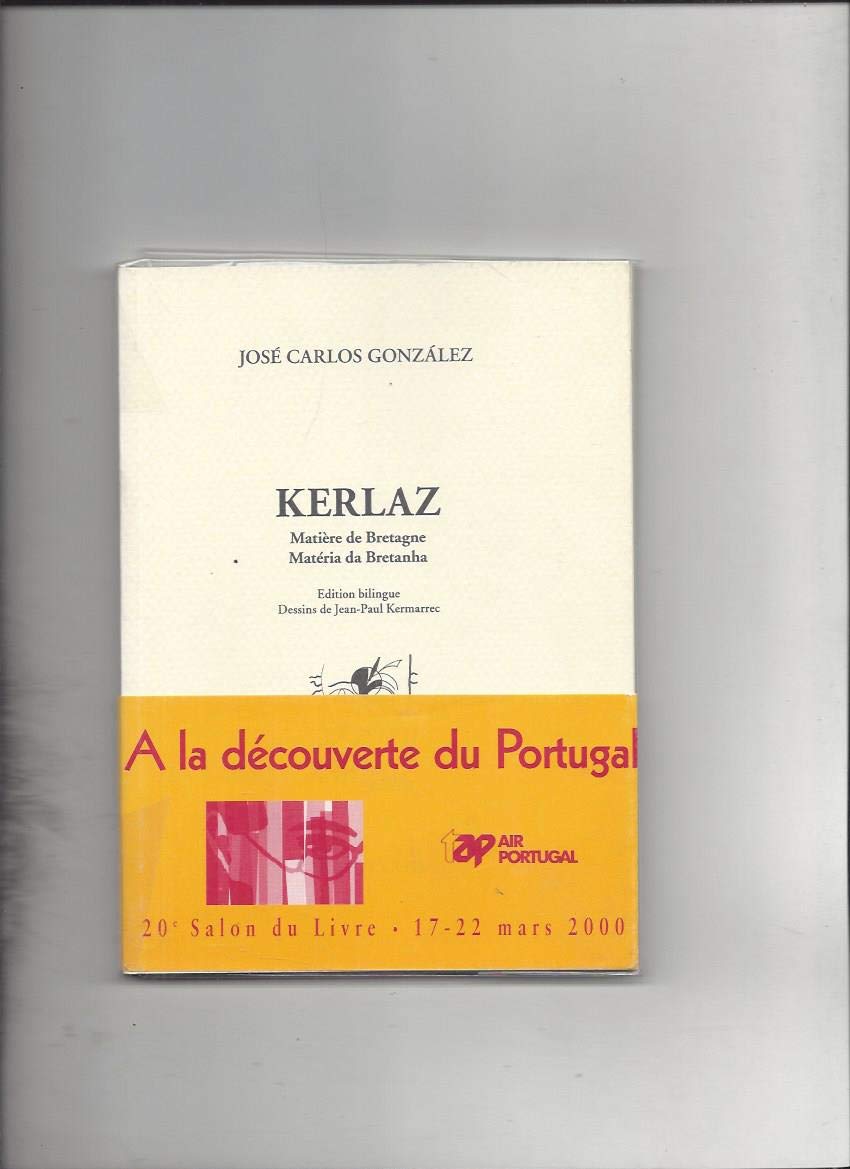 JOSÉ CARLOS GONZÁLEZ
KERLAZ
Matière de Bretagne
Matéria da Bretanha
Edition bilingue
Dessins de Jean-Paul Kermarrec
A la découverte du Portugal
tap AIR
PORTUGAL
20e Salon du Livre • 17-22 mars 2000